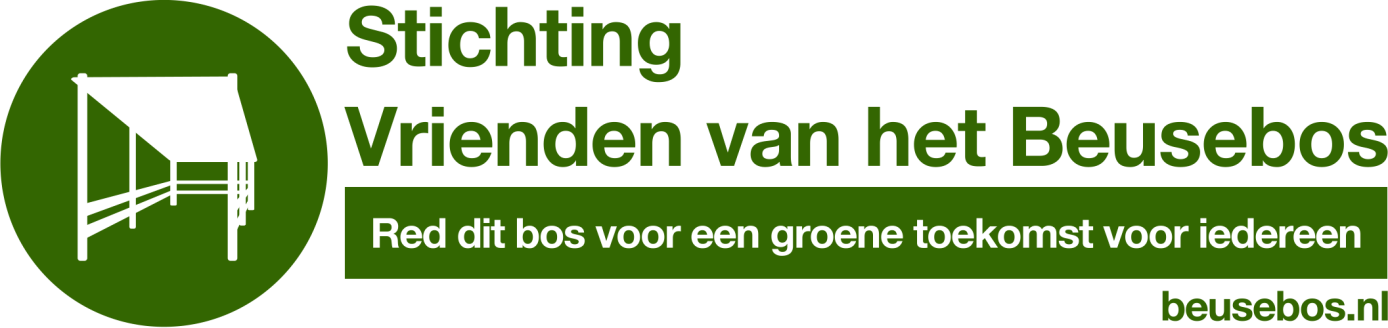 Stichting
Vrienden van het Beusebos
Red dit bos voor een groene toekomst voor iedereen
beusebos.nl